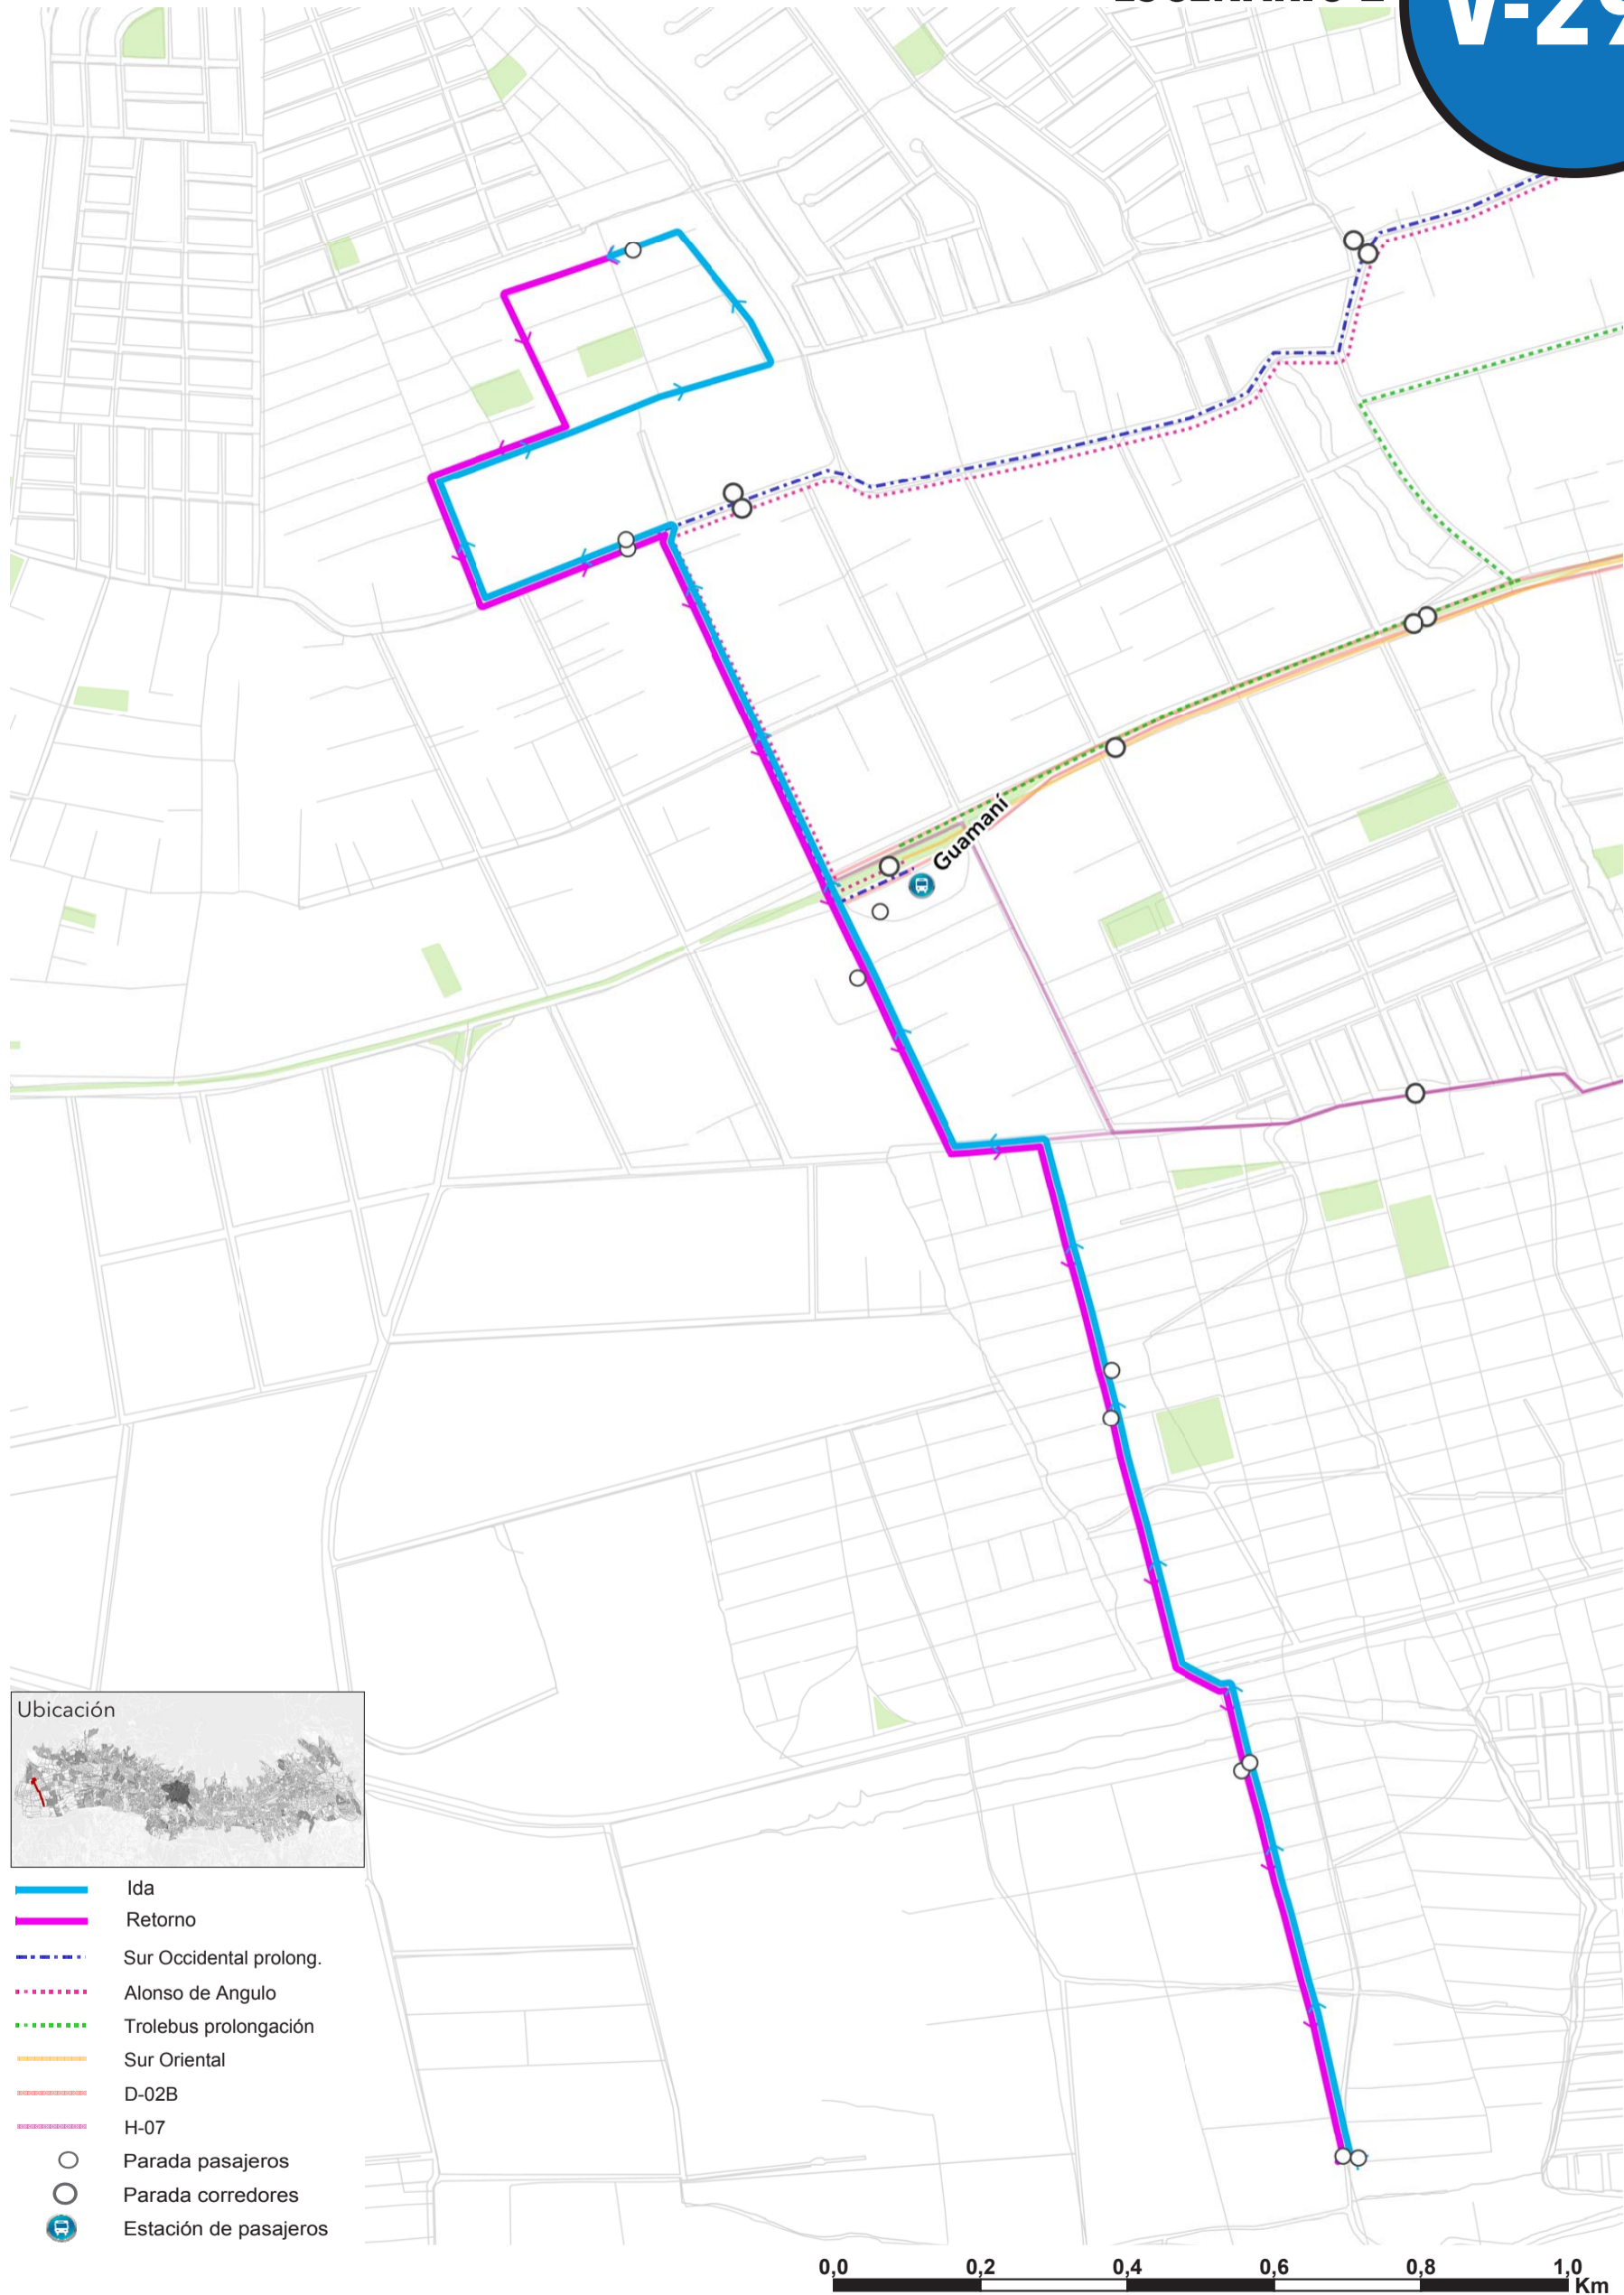 V-29
Guamaní
Ubicación
Ida
Retorno
Sur Occidental prolong.
Alonso de Angulo
Trolebus prolongación
Sur Oriental
D-02B
H-07
Parada pasajeros
Parada corredores
Estación de pasajeros
0,0 0,2 0,4 0,6 0,8 1,0
Km